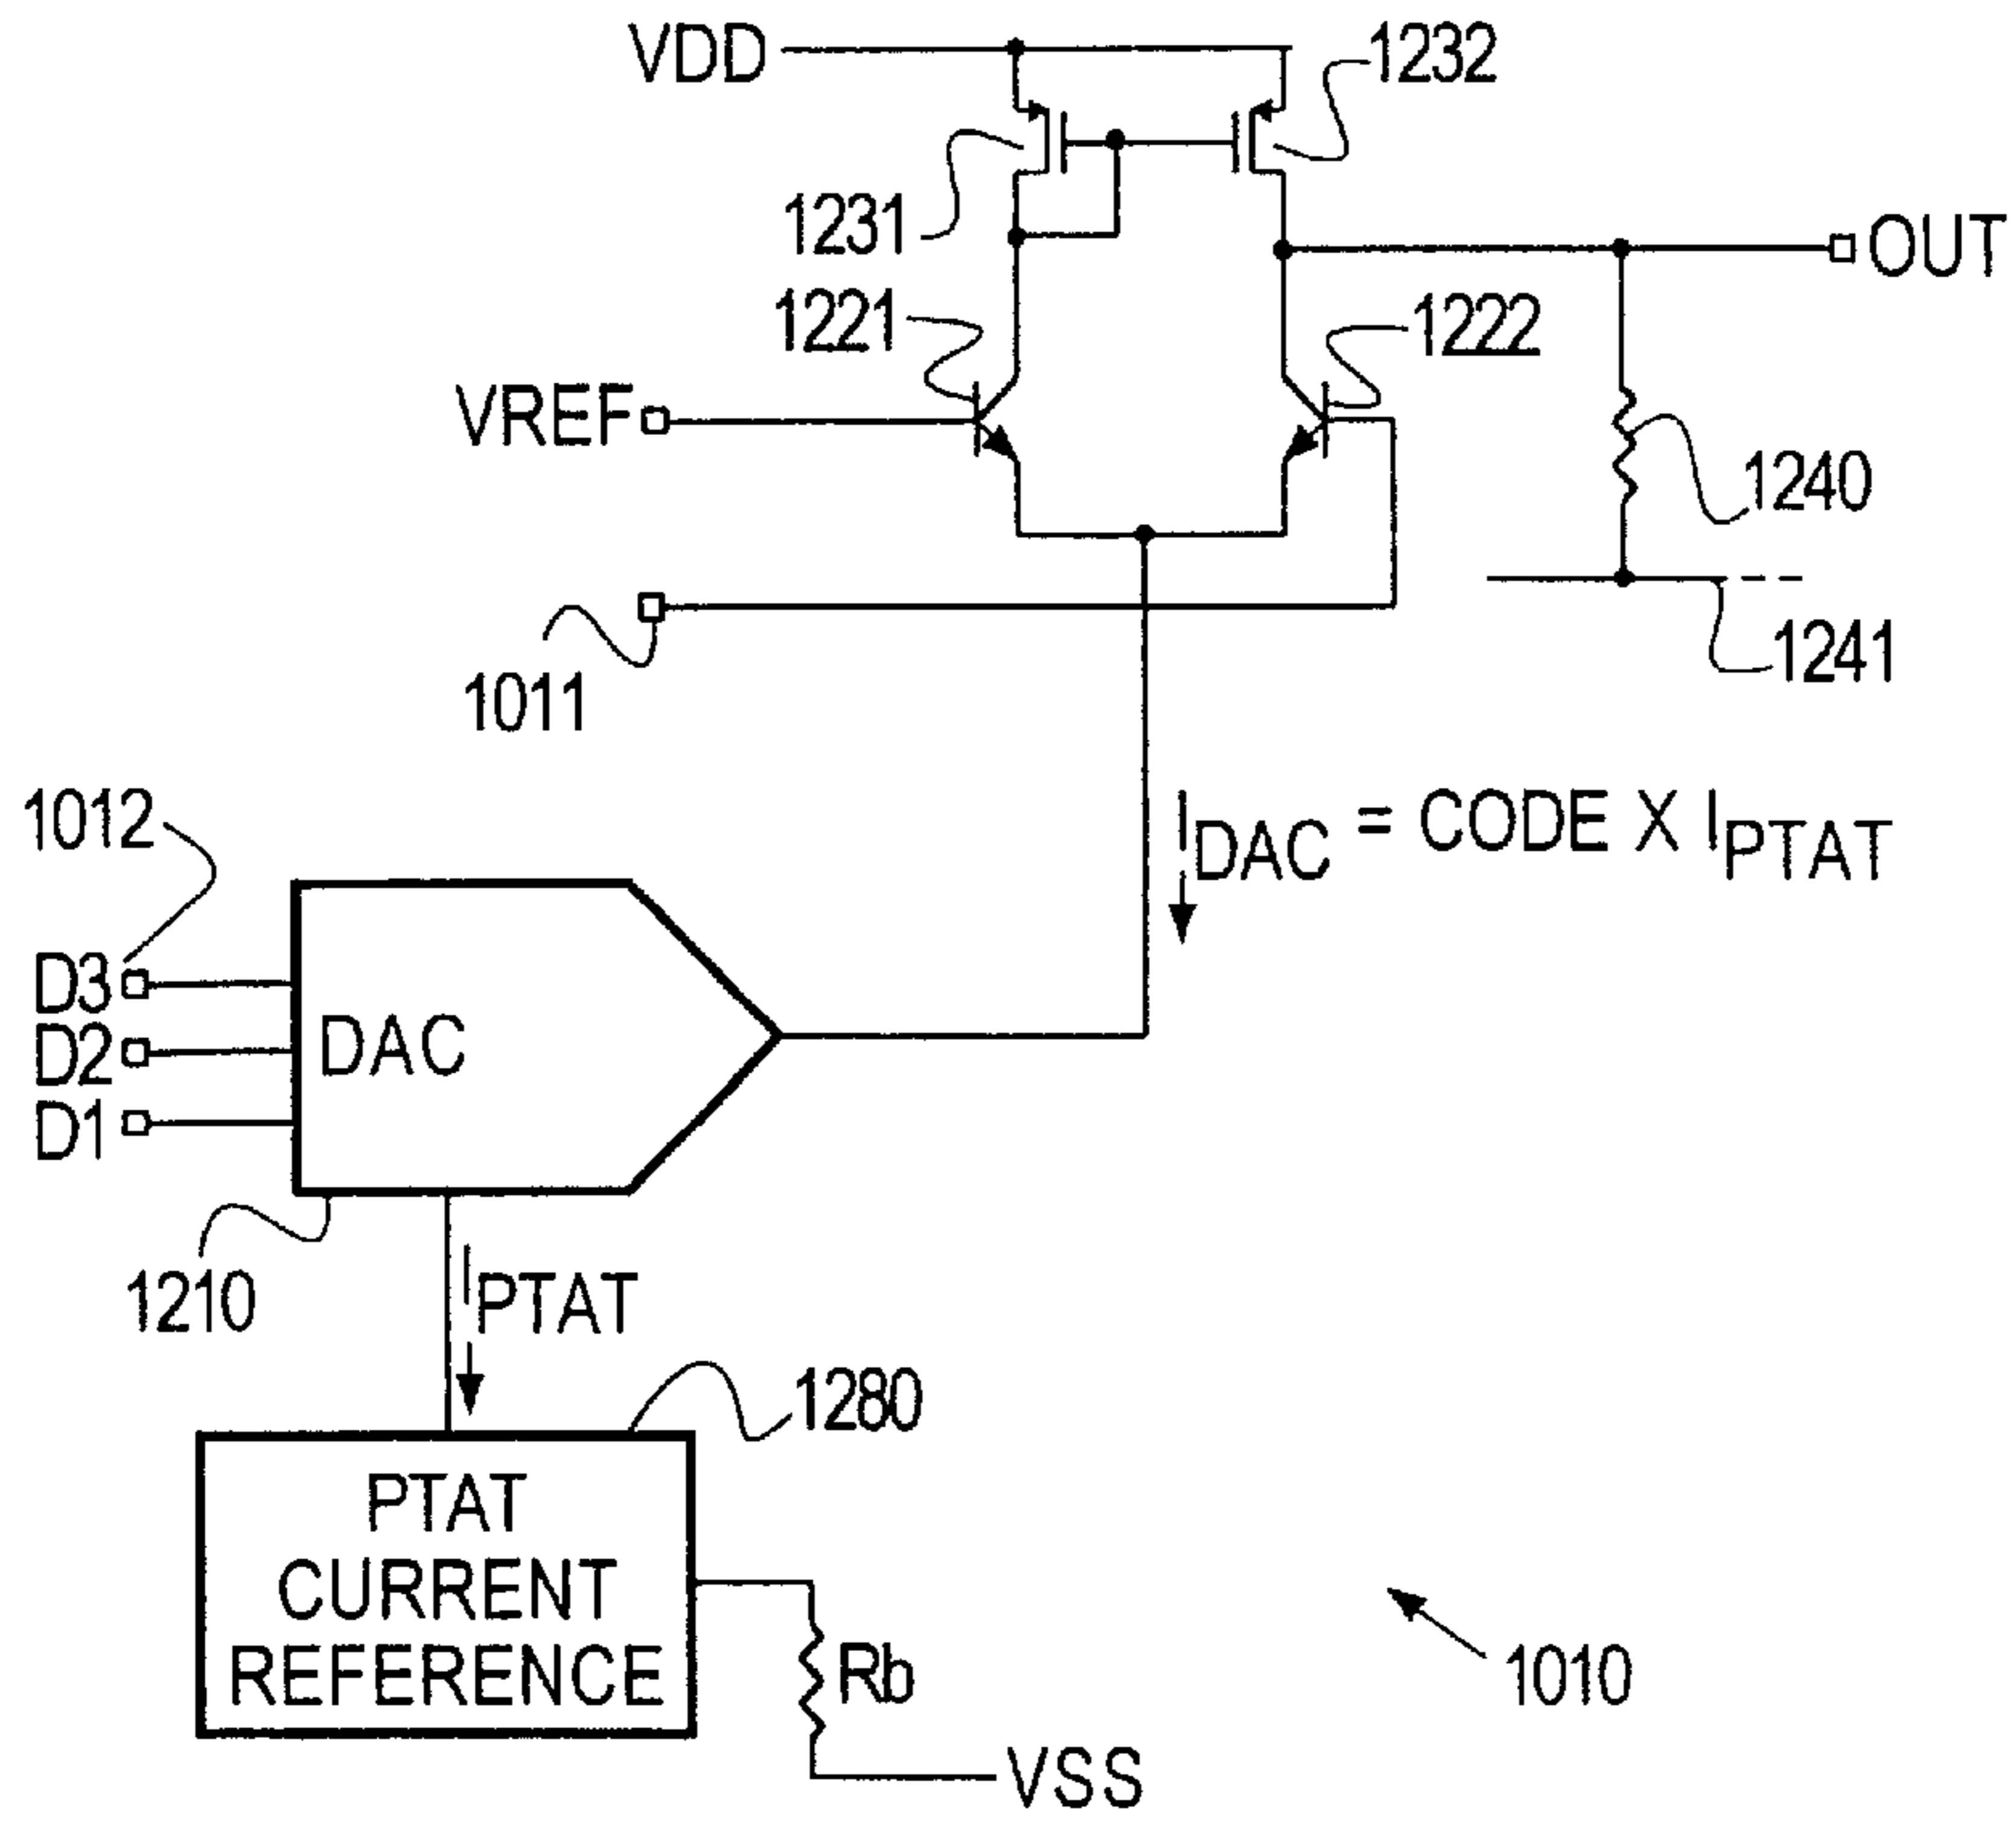 VDD
1232
1231
OUT
1221
1222
VREF
1240
1241
1011
1012
IDAC = CODE X IPTAT
D3
D2
DAC
D1
1210
IPTAT
1280
PTAT
CURRENT
REFERENCE
Rb
1010
VSS